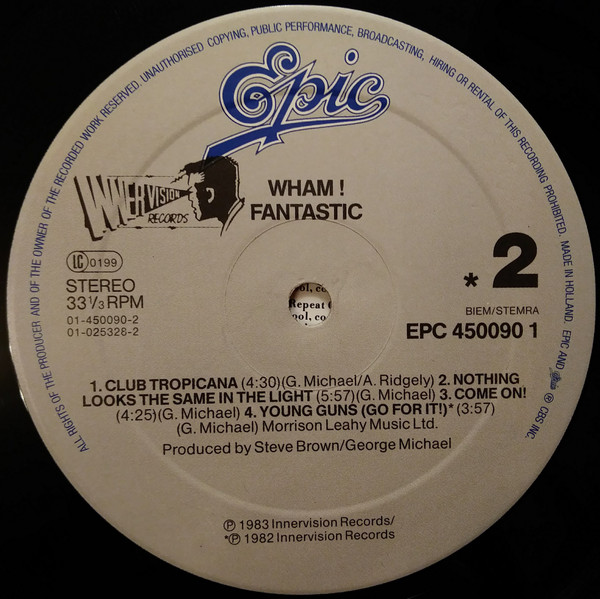 ALL RIGHTS OF THE PRODUCER AND OF THE OWNER OF THE RECORDED WORK RESERVED. UNAUTHORISED COPYING, PUBLIC PERFORMANCE, BROADCASTING, HIRING OR RENTAL OF THIS RECORDING PROHIBITED. MADE IN HOLLAND. EPIC AND Epic ℗ CBS INC.
Epic
INNERVISION
RECORDS
WHAM !
FANTASTIC
LC 0199
STEREO
33 1/3 RPM
01-450090-2
01-025328-2
* 2
BIEM/STEMRA
EPC 450090 1
Repeat
1. CLUB TROPICANA (4:30)(G. Michael/A. Ridgely) 2. NOTHING
LOOKS THE SAME IN THE LIGHT (5:57)(G. Michael) 3. COME ON!
(4:25)(G. Michael) 4. YOUNG GUNS (GO FOR IT!)* (3:57)
(G. Michael) Morrison Leahy Music Ltd.
Produced by Steve Brown/George Michael
℗ 1983 Innervision Records/
*℗ 1982 Innervision Records